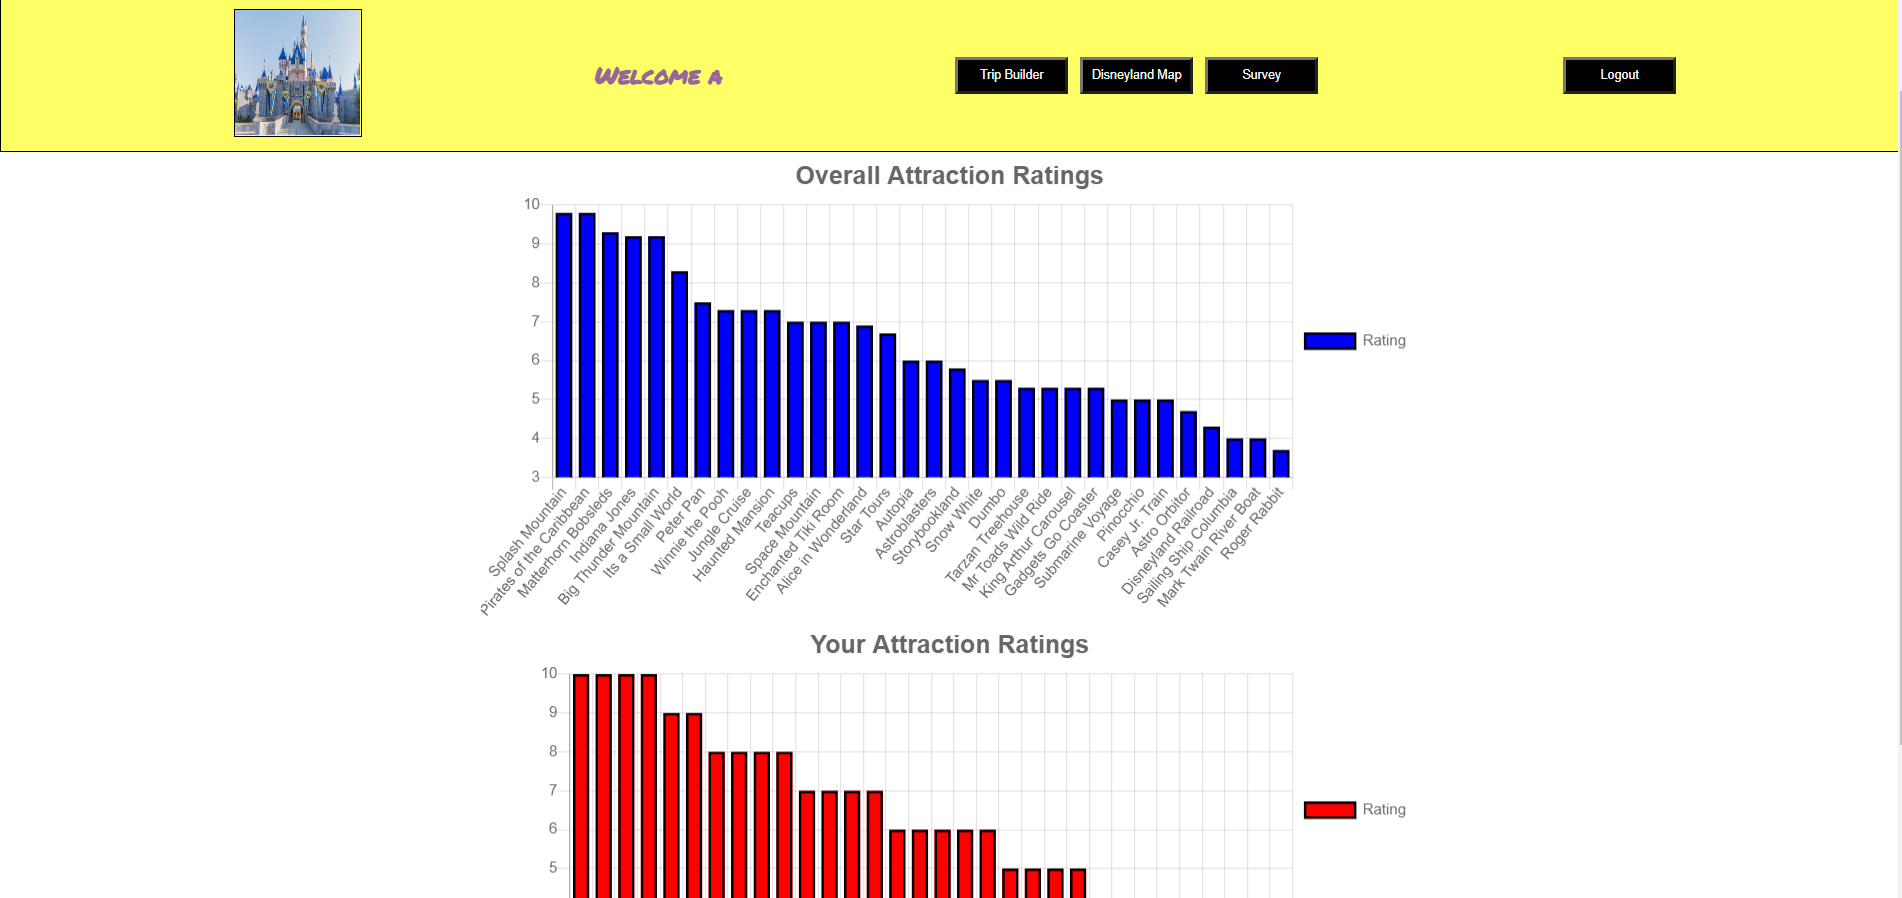 Welcome a
Trip Builder
Disneyland Map
Survey
Logout
Overall Attraction Ratings
10
9
8
7
6
5
4
3
Rating
Splash Mountain
Pirates of the Caribbean
Matterhorn Bobsleds
Indiana Jones
Big Thunder Mountain
Its a Small World
Peter Pan
Winnie the Pooh
Jungle Cruise
Haunted Mansion
Teacups
Space Mountain
Enchanted Tiki Room
Alice in Wonderland
Star Tours
Autopia
Astroblasters
Storybookland
Snow White
Dumbo
Tarzan Treehouse
Mr Toads Wild Ride
King Arthur Carousel
Gadgets Go Coaster
Submarine Voyage
Pinocchio
Casey Jr. Train
Astro Orbitor
Disneyland Railroad
Sailing Ship Columbia
Mark Twain River Boat
Roger Rabbit
Your Attraction Ratings
10
9
8
7
6
5
Rating